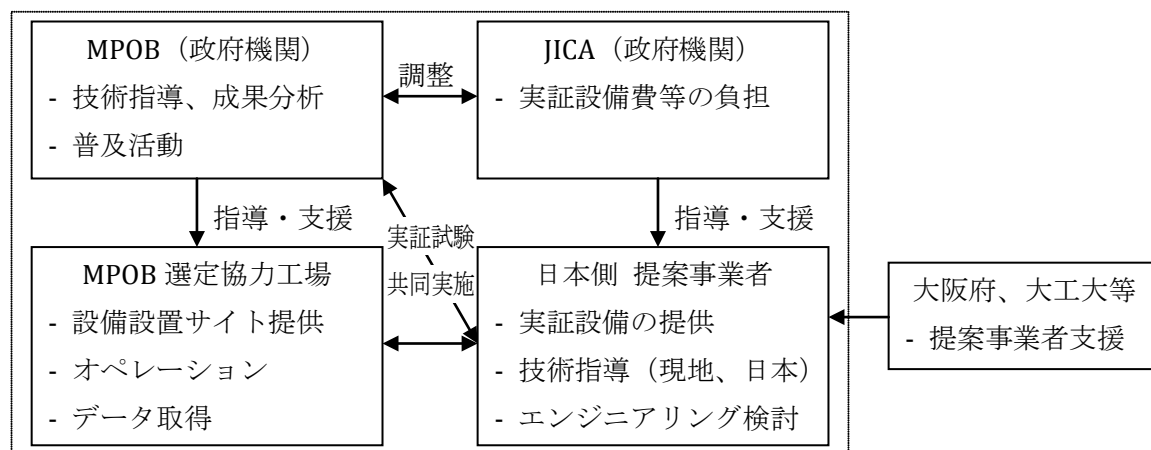 MPOB（政府機関）
- 技術指導、成果分析
- 普及活動
調整
JICA（政府機関）
- 実証設備費等の負担
指導・支援
実証試験
共同実施
指導・支援
MPOB 選定協力工場
- 設備設置サイト提供
- オペレーション
- データ取得
日本側 提案事業者
- 実証設備の提供
- 技術指導（現地、日本）
- エンジニアリング検討
大阪府、大工大等
- 提案事業者支援